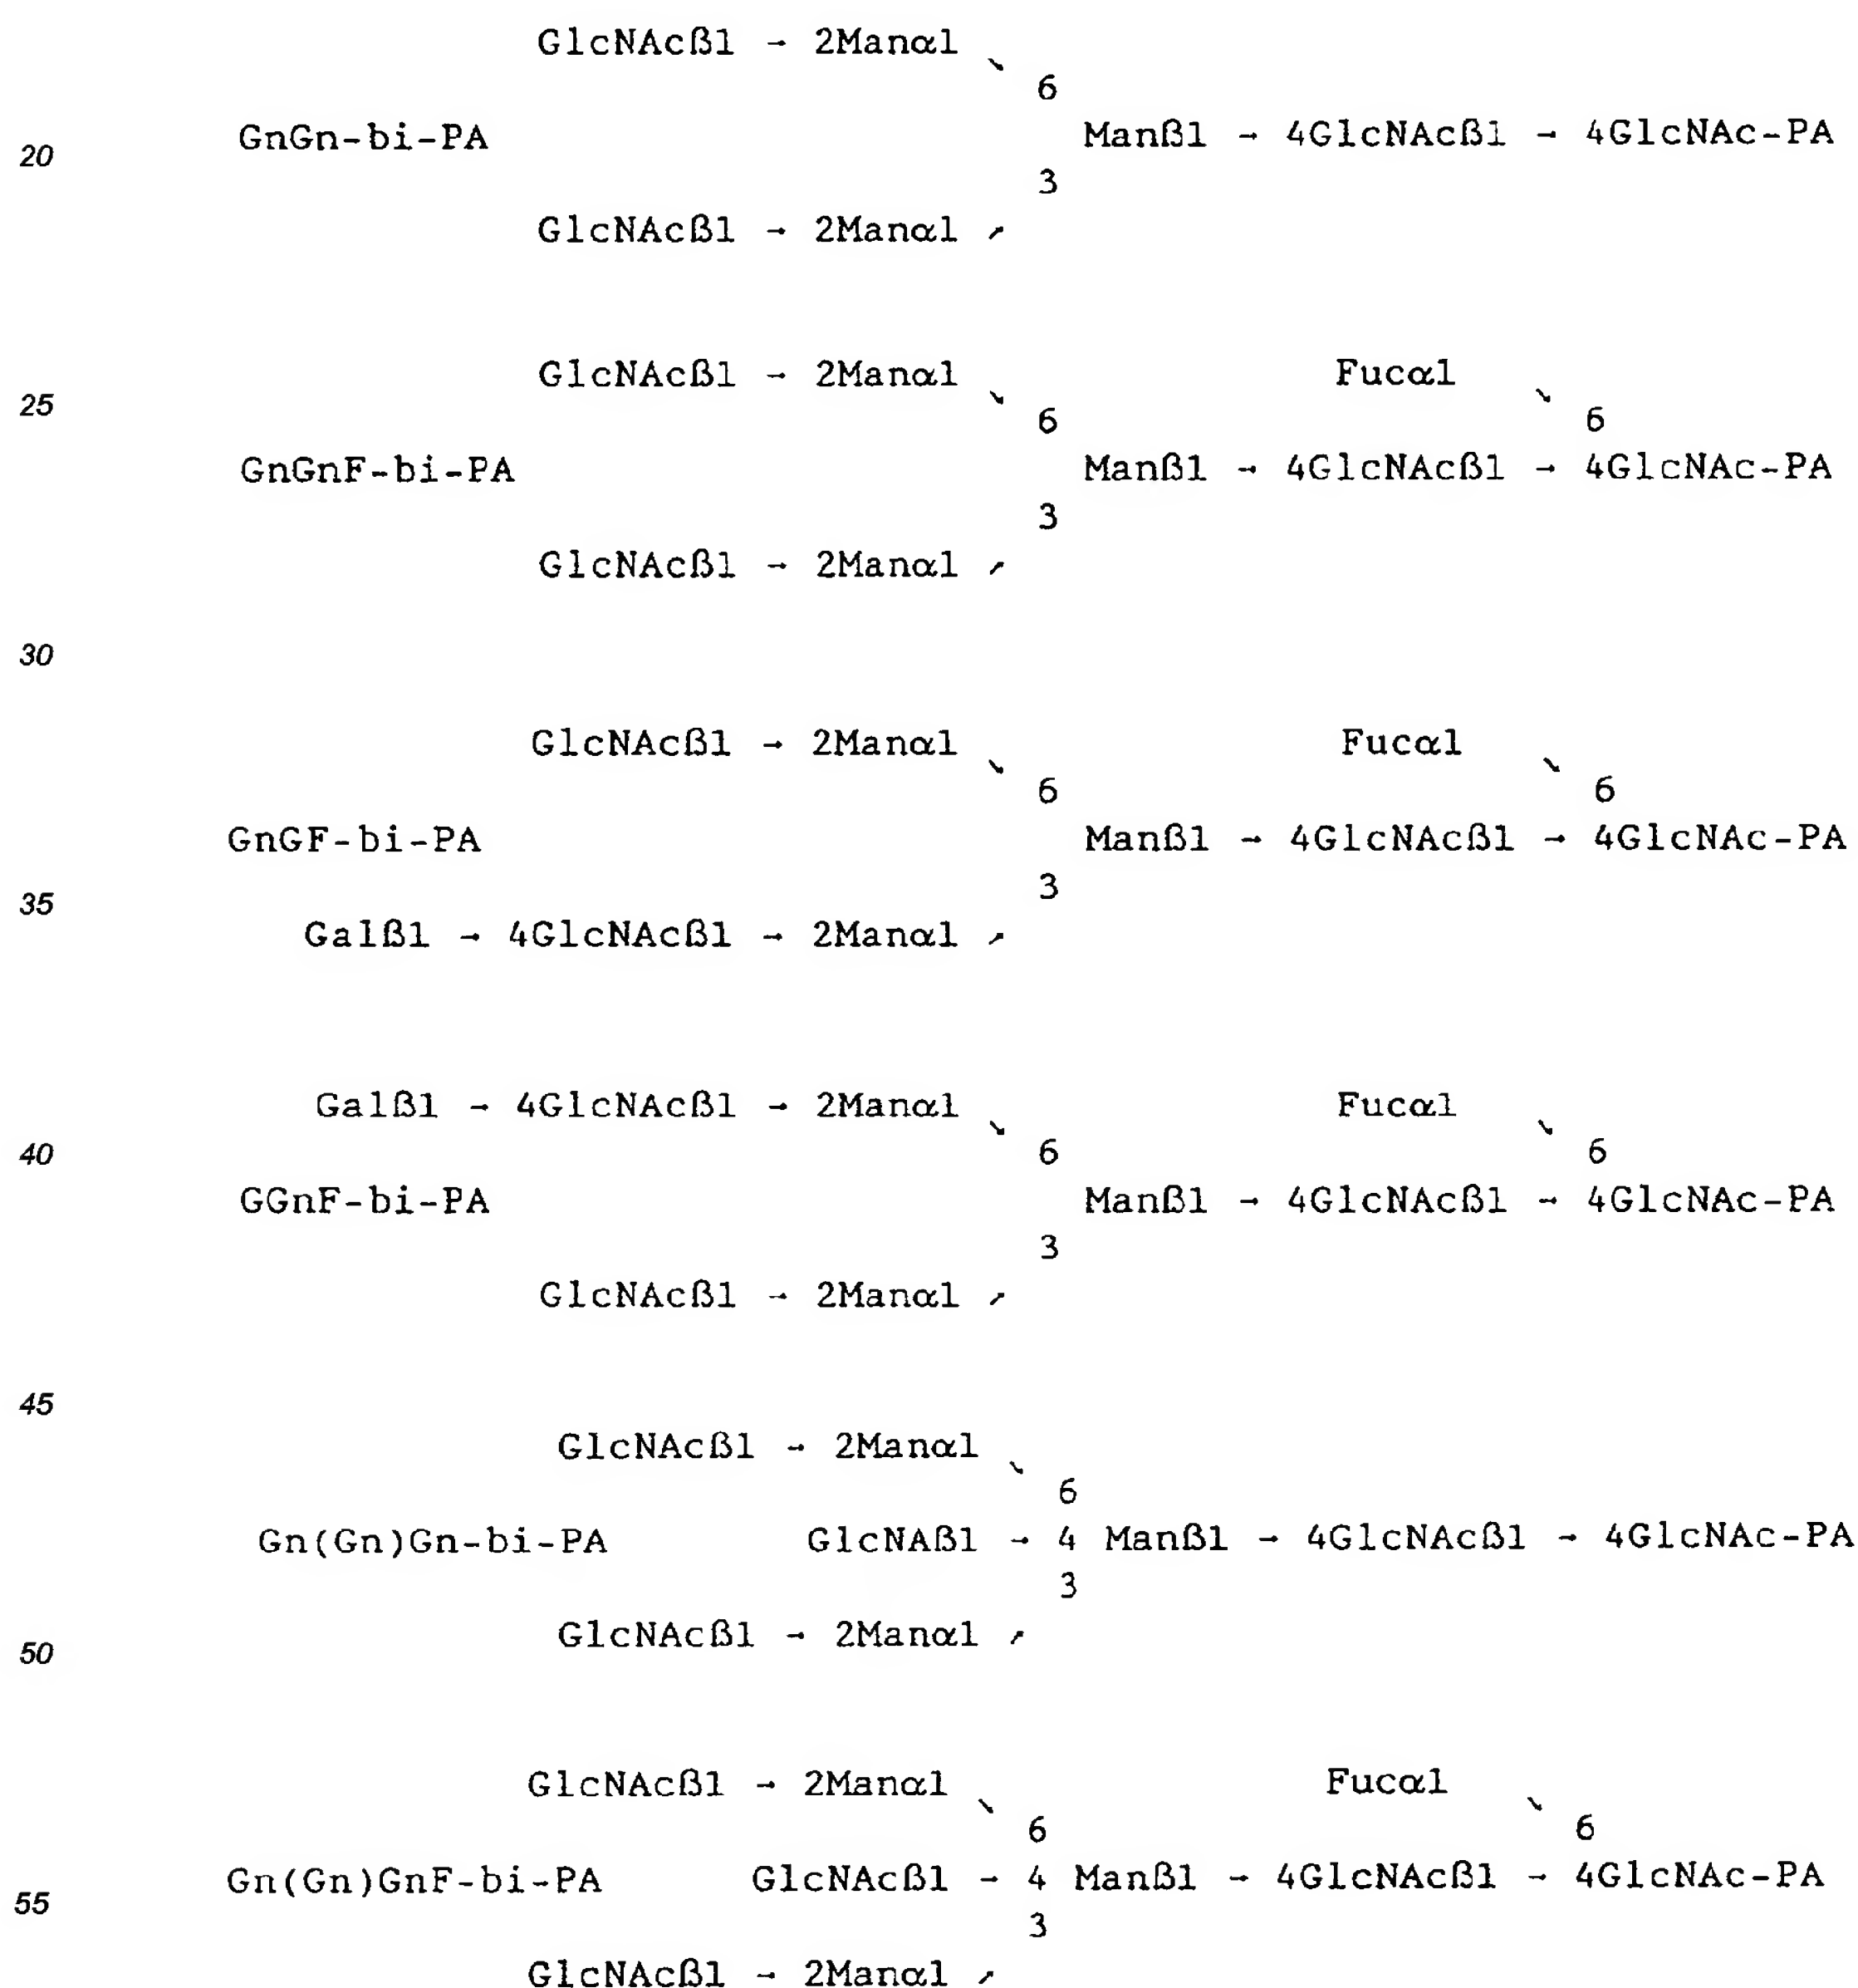 GlcNAcß1 → 2Manα1 ↘
6
20 GnGn-bi-PA Manß1 → 4GlcNAcß1 → 4GlcNAc-PA
3
GlcNAcß1 → 2Manα1 ↗
GlcNAcß1 → 2Manα1 ↘ Fucα1 ↘
25 6 6
GnGnF-bi-PA Manß1 → 4GlcNAcß1 → 4GlcNAc-PA
3
GlcNAcß1 → 2Manα1 ↗
30
GlcNAcß1 → 2Manα1 ↘ Fucα1 ↘
6 6
GnGF-bi-PA Manß1 → 4GlcNAcß1 → 4GlcNAc-PA
35 3
Galß1 → 4GlcNAcß1 → 2Manα1 ↗
Galß1 → 4GlcNAcß1 → 2Manα1 ↘ Fucα1 ↘
40 6 6
GGnF-bi-PA Manß1 → 4GlcNAcß1 → 4GlcNAc-PA
3
GlcNAcß1 → 2Manα1 ↗
45
GlcNAcß1 → 2Manα1 ↘
6
Gn(Gn)Gn-bi-PA GlcNAß1 → 4 Manß1 → 4GlcNAcß1 → 4GlcNAc-PA
3
50 GlcNAcß1 → 2Manα1 ↗
GlcNAcß1 → 2Manα1 ↘ Fucα1 ↘
6 6
55 Gn(Gn)GnF-bi-PA GlcNAcß1 → 4 Manß1 → 4GlcNAcß1 → 4GlcNAc-PA
3
GlcNAcß1 → 2Manα1 ↗